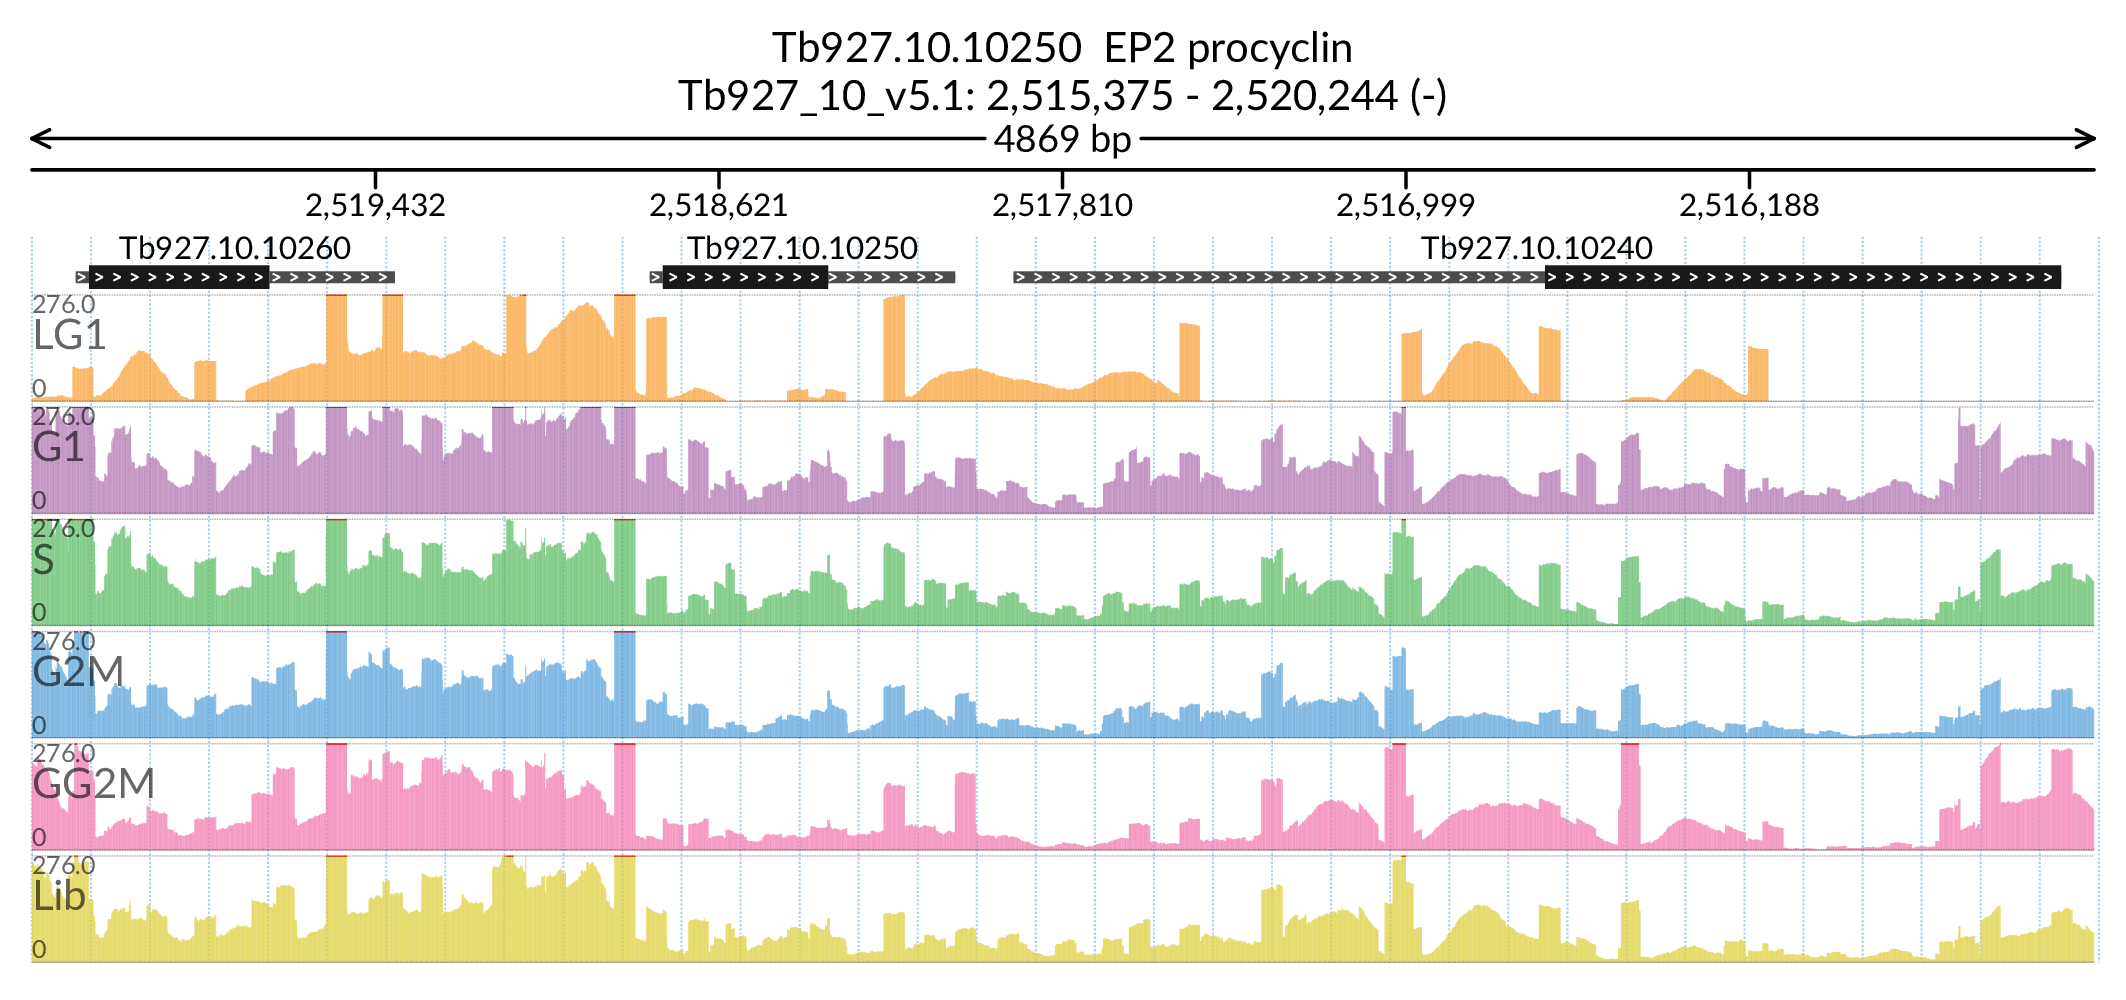 Tb927.10.10250  EP2 procyclin
Tb927_10_v5.1: 2,515,375 - 2,520,244 (-)
4869 bp
2,519,432 2,518,621 2,517,810 2,516,999 2,516,188
Tb927.10.10260 Tb927.10.10250 Tb927.10.10240
276.0
LG1
0
276.0
G1
0
276.0
S
0
276.0
G2M
0
276.0
GG2M
0
276.0
Lib
0